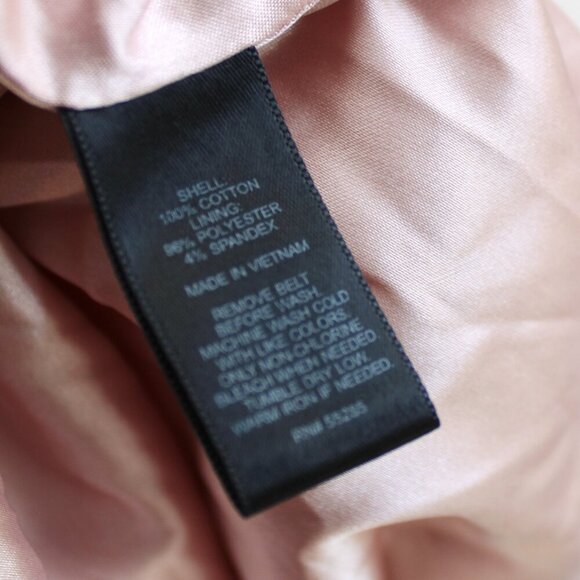 SHELL:
100% COTTON
LINING:
96% POLYESTER
4% SPANDEX
MADE IN VIETNAM
REMOVE BELT
BEFORE WASH.
MACHINE WASH COLD
WITH LIKE COLORS.
ONLY NON-CHLORINE
BLEACH WHEN NEEDED.
TUMBLE DRY LOW.
WARM IRON IF NEEDED.
RN#